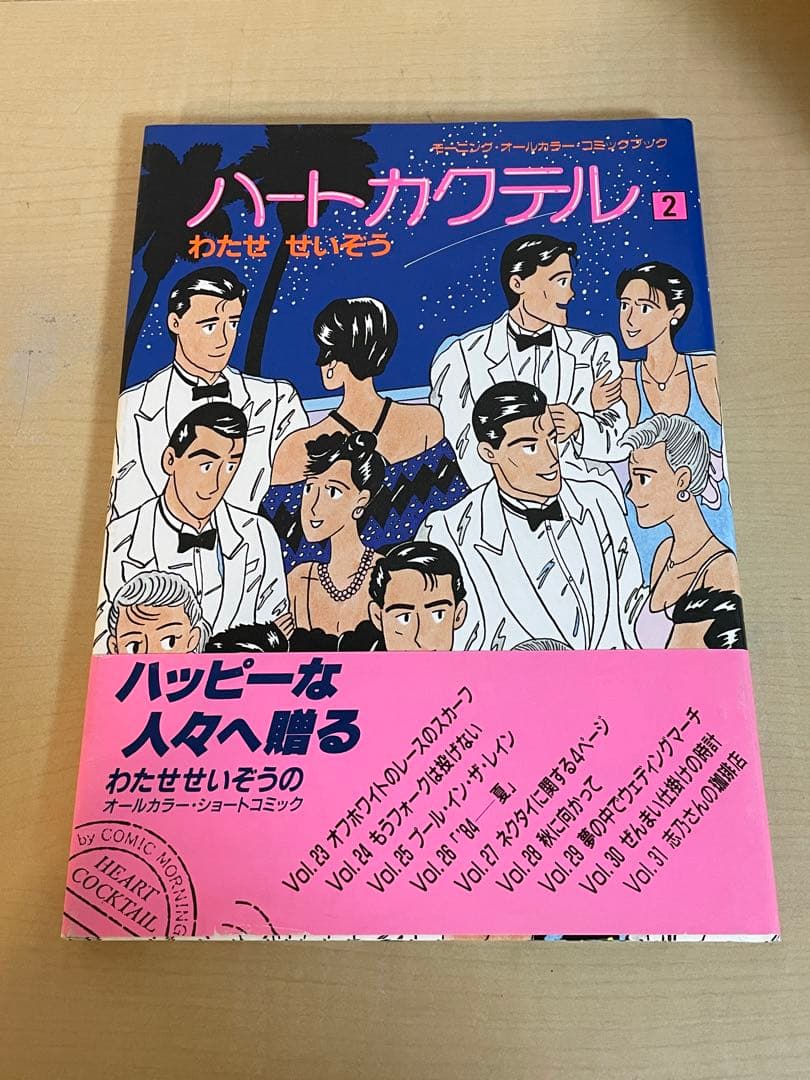 モーニング・オールカラー・コミックブック
ハートカクテル
2
わたせ せいぞう
ハッピーな
人々へ贈る
わたせせいぞうの
オールカラー・ショートコミック
by COMIC MORNING
HEART
COCKTAIL
Vol.23 オフホワイトのレースのスカーフ
Vol.24 もうフォークは投げない
Vol.25 プール・イン・ザ・レイン
Vol.26 「'84──夏」
Vol.27 ネクタイに関する4ページ
Vol.28 秋に向かって
Vol.29 夢の中でウェディングマーチ
Vol.30 ぜんまい仕掛けの時計
Vol.31 志乃さんの珈琲店